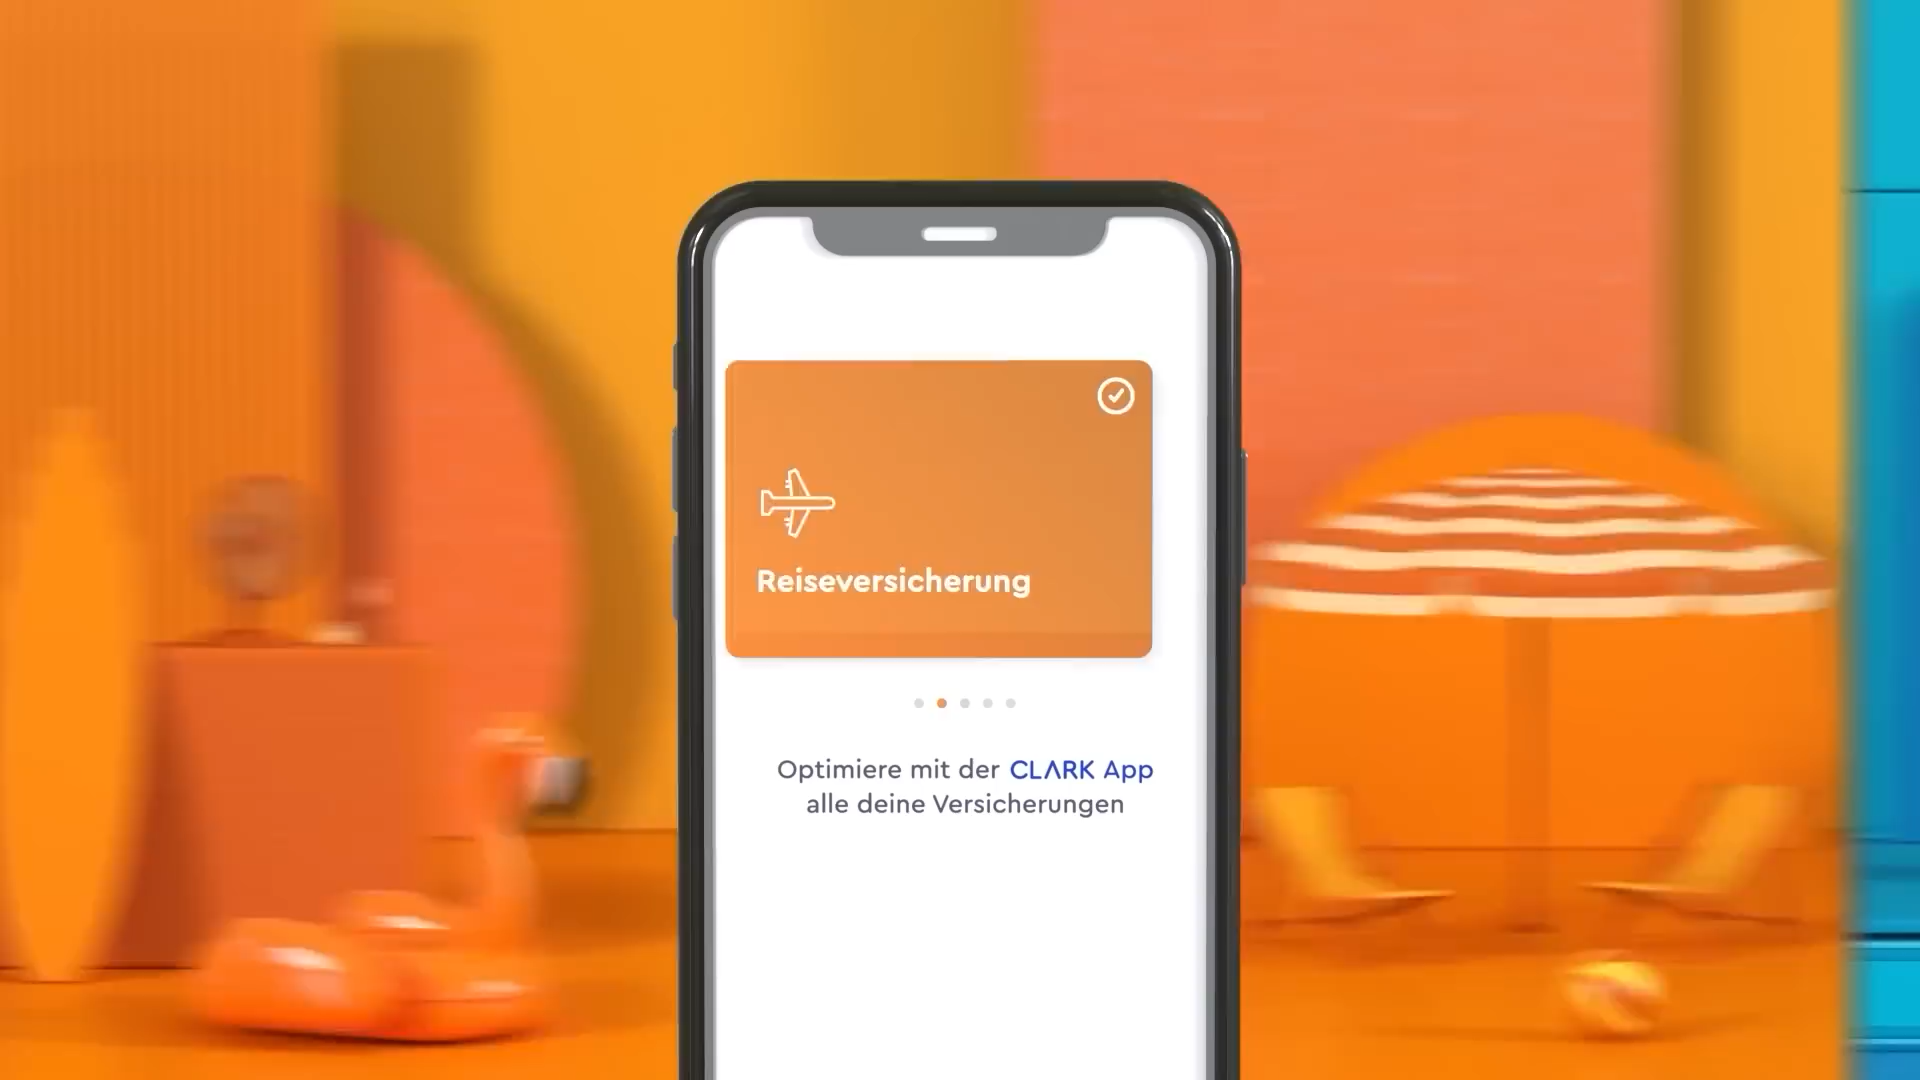 Reiseversicherung
Optimiere mit der CLARK App
alle deine Versicherungen